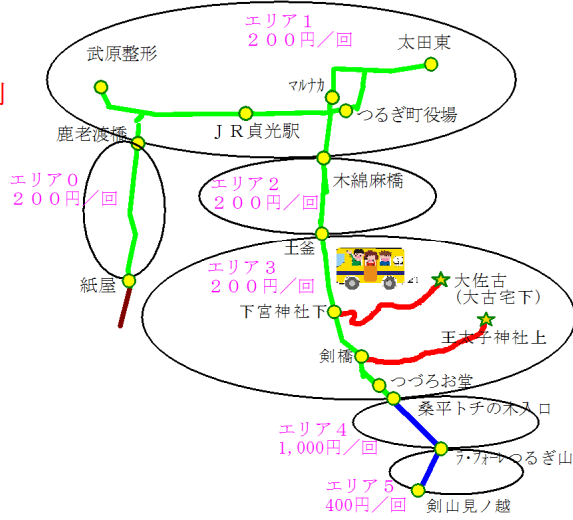 エリア１
２００円／回
太田東
武原整形
マルナカ
つるぎ町役場
ＪＲ貞光駅
鹿老渡橋
エリア０
２００円／回
エリア２
２００円／回
木綿麻橋
土釜
エリア３
２００円／回
大佐古
（大古宅下）
紙屋
下宮神社下
王太子神社上
剣橋
つづろお堂
桑平トチの木入口
エリア４
1,000円／回
ラ・フォーレつるぎ山
エリア５
400円／回
剣山見ノ越